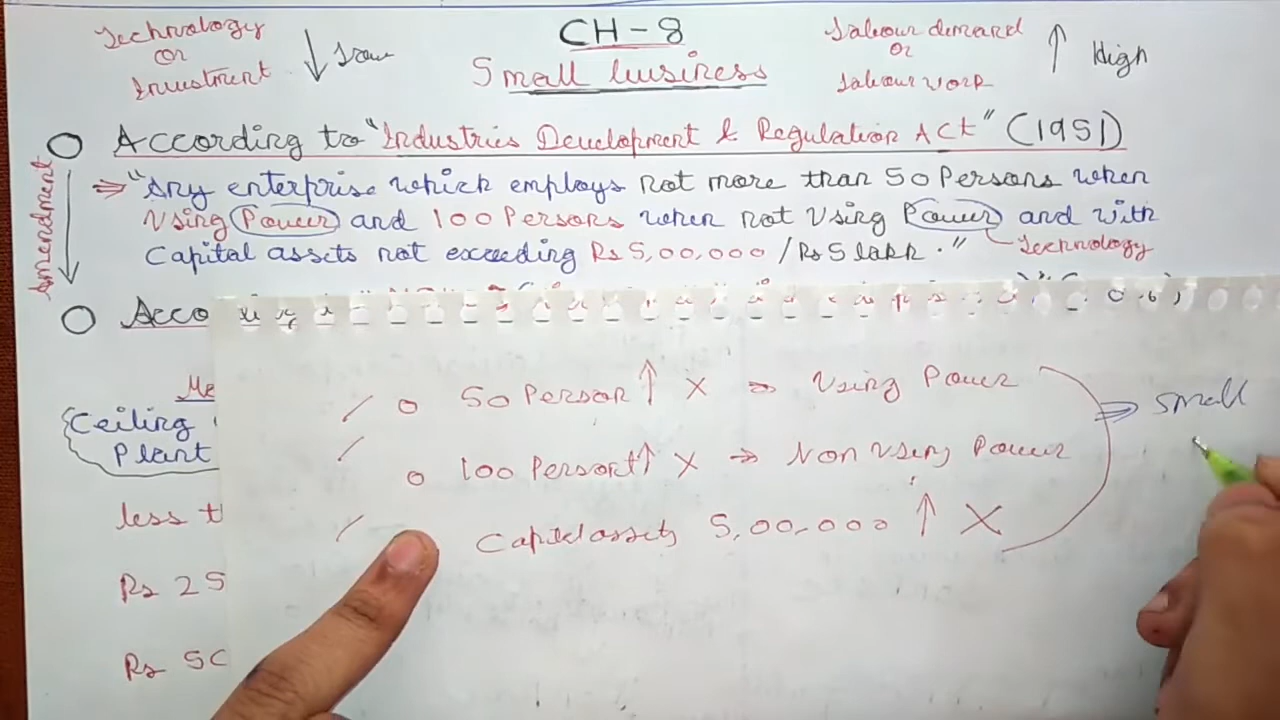 CH-8
Technology
or
Investment
↓ Low
Small business
Labour demand
or
Labour work
↑ High
According to "Industries Development & Regulation Act" (1951)
Amendment
⇒ "Any enterprise which employs not more than 50 Persons when
Using Power and 100 Persons when not Using Power and with
Capital assets not exceeding Rs 5,00,000 / Rs 5 lakh."
Technology
Acco
Me
Ceiling
Plant
less t
Rs 25
Rs 50
50 Person ↑ X ⇒ Using Power
100 Person ↑ X ⇒ Non Using Power
Capital assets 5,00,000 ↑ X
⇒ Small